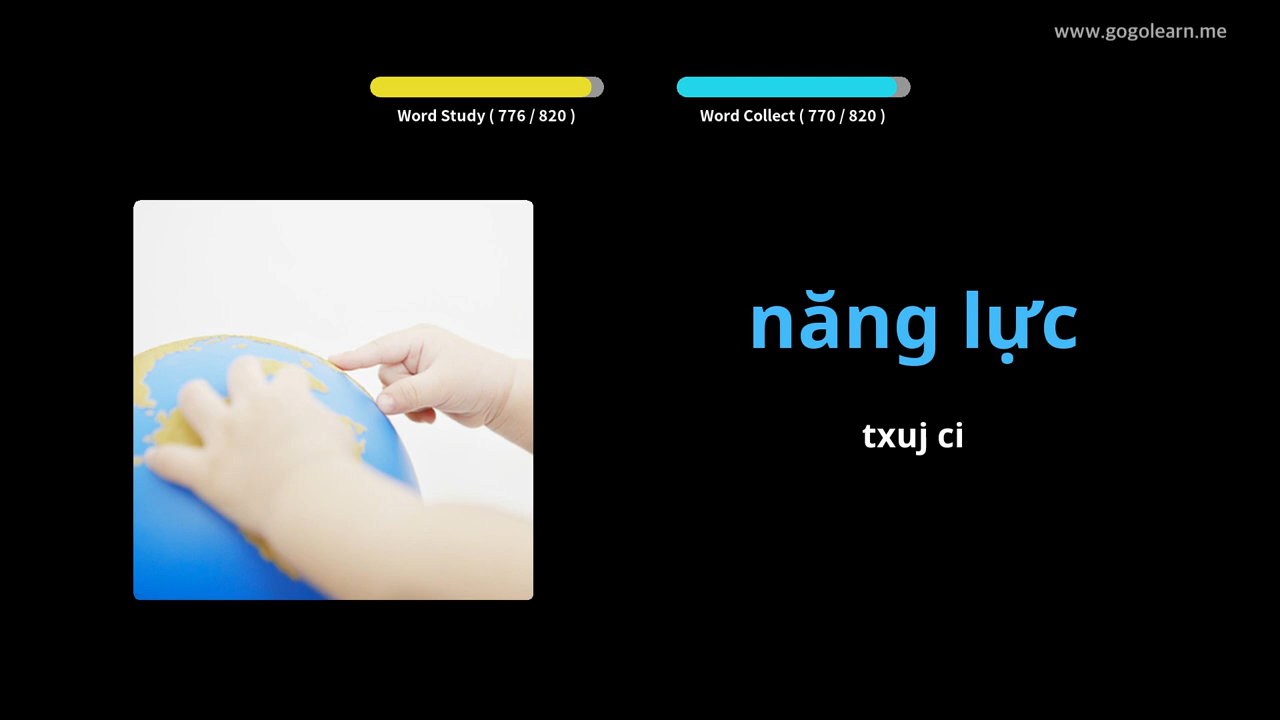 www.gogolearn.me
Word Study ( 776 / 820 )
Word Collect ( 770 / 820 )
năng lực
txuj ci